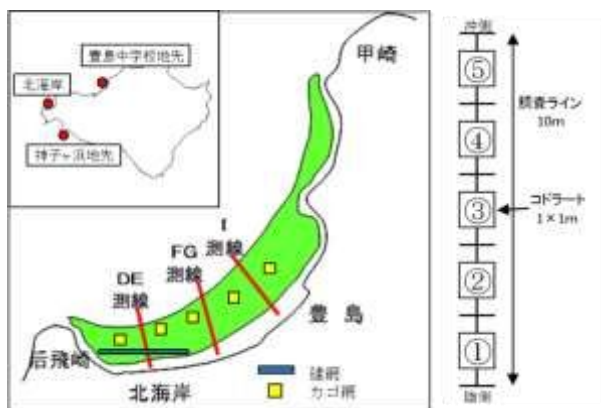 豊島中学校地先
北海岸
神子ヶ浜地先
甲崎
I
測線
FG
測線
DE
測線
豊島
后飛崎
北海岸
建網
カゴ網
沖側
⑤
④
③
②
①
陸側
調査ライン
10m
コドラート
1×1m